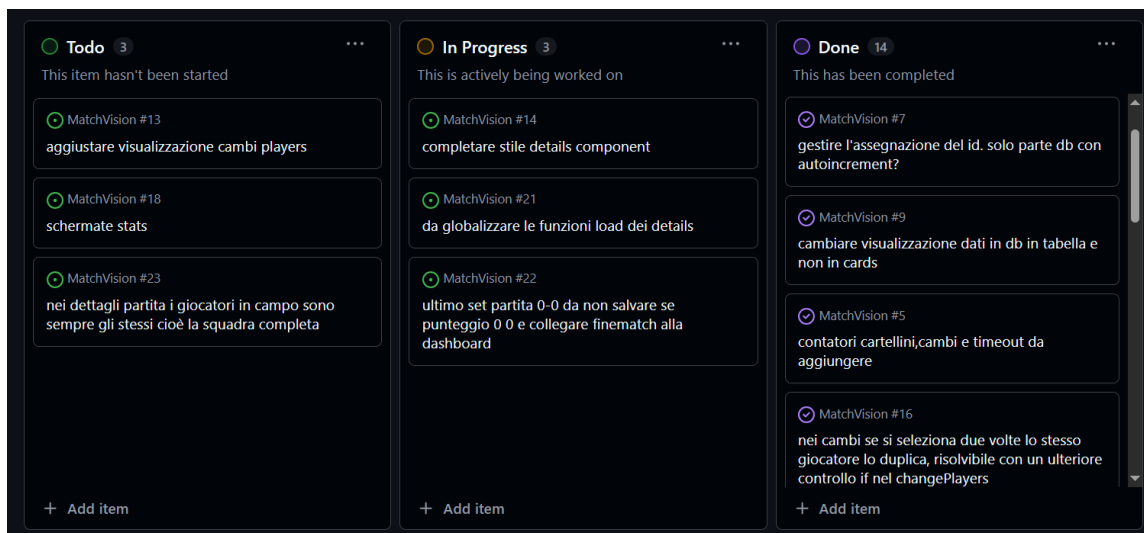 Todo 3
This item hasn't been started
MatchVision #13
aggiustare visualizzazione cambi players
MatchVision #18
schermate stats
MatchVision #23
nei dettagli partita i giocatori in campo sono
sempre gli stessi cioè la squadra completa
+ Add item
In Progress 3
This is actively being worked on
MatchVision #14
completare stile details component
MatchVision #21
da globalizzare le funzioni load dei details
MatchVision #22
ultimo set partita 0-0 da non salvare se
punteggio 0 0 e collegare finematch alla
dashboard
+ Add item
Done 14
This has been completed
MatchVision #7
gestire l'assegnazione del id. solo parte db con
autoincrement?
MatchVision #9
cambiare visualizzazione dati in db in tabella e
non in cards
MatchVision #5
contatori cartellini,cambi e timeout da
aggiungere
MatchVision #16
nei cambi se si seleziona due volte lo stesso
giocatore lo duplica, risolvibile con un ulteriore
controllo if nel changePlayers
+ Add item